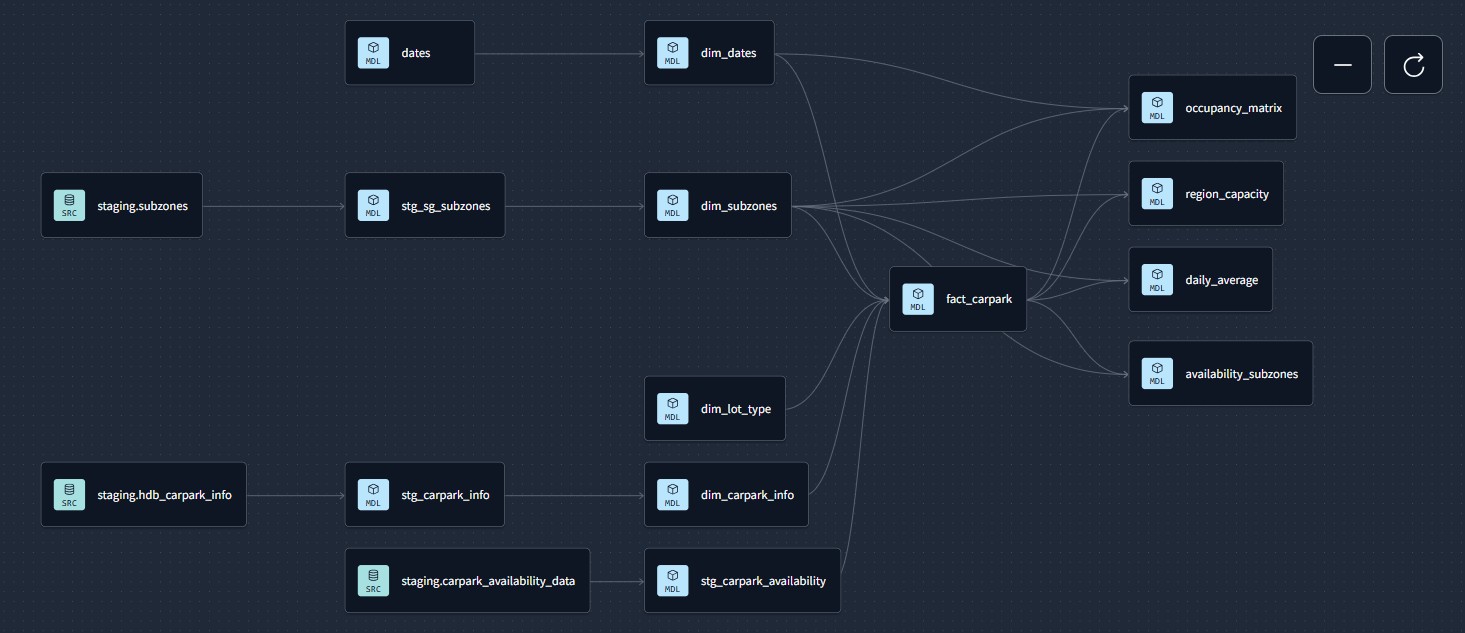 dates
MDL
dim_dates
MDL
occupancy_matrix
MDL
staging.subzones
SRC
stg_sg_subzones
MDL
dim_subzones
MDL
region_capacity
MDL
daily_average
MDL
fact_carpark
MDL
availability_subzones
MDL
dim_lot_type
MDL
staging.hdb_carpark_info
SRC
stg_carpark_info
MDL
dim_carpark_info
MDL
staging.carpark_availability_data
SRC
stg_carpark_availability
MDL